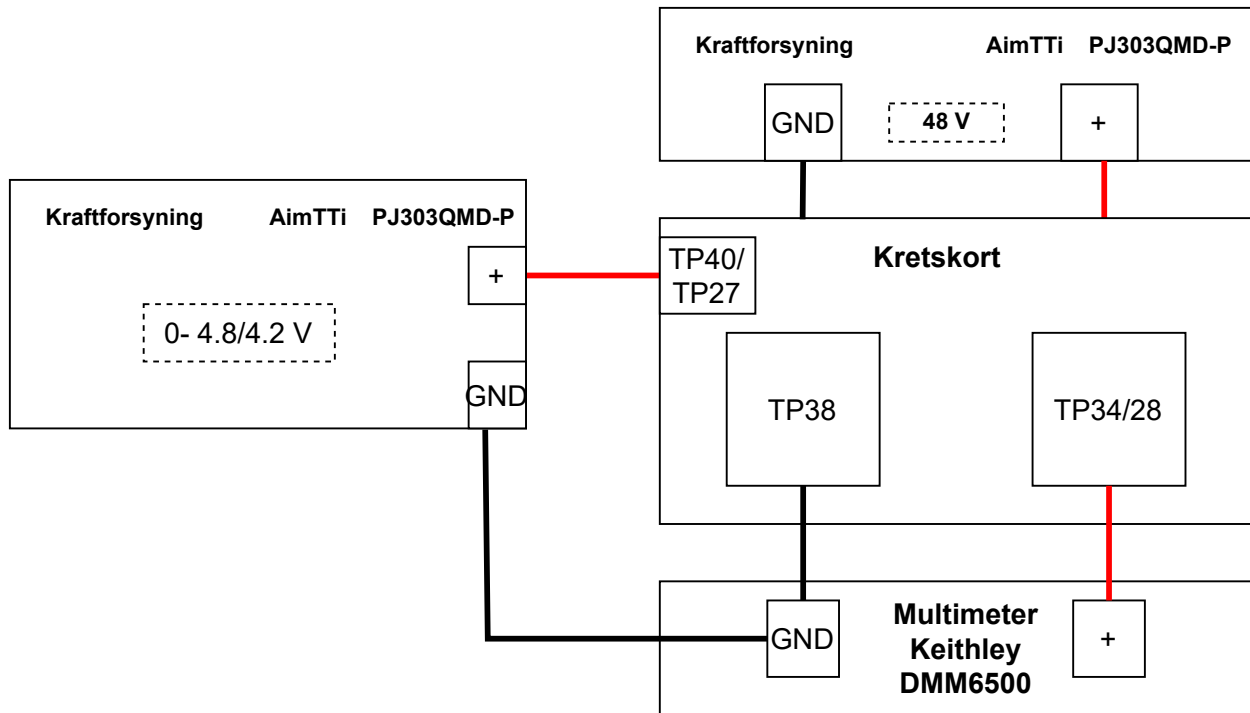 Kraftforsyning AimTTi PJ303QMD-P
GND
48 V
+
Kraftforsyning AimTTi PJ303QMD-P
+
0- 4.8/4.2 V
GND
TP40/
TP27
Kretskort
TP38
TP34/28
GND
Multimeter
Keithley
DMM6500
+